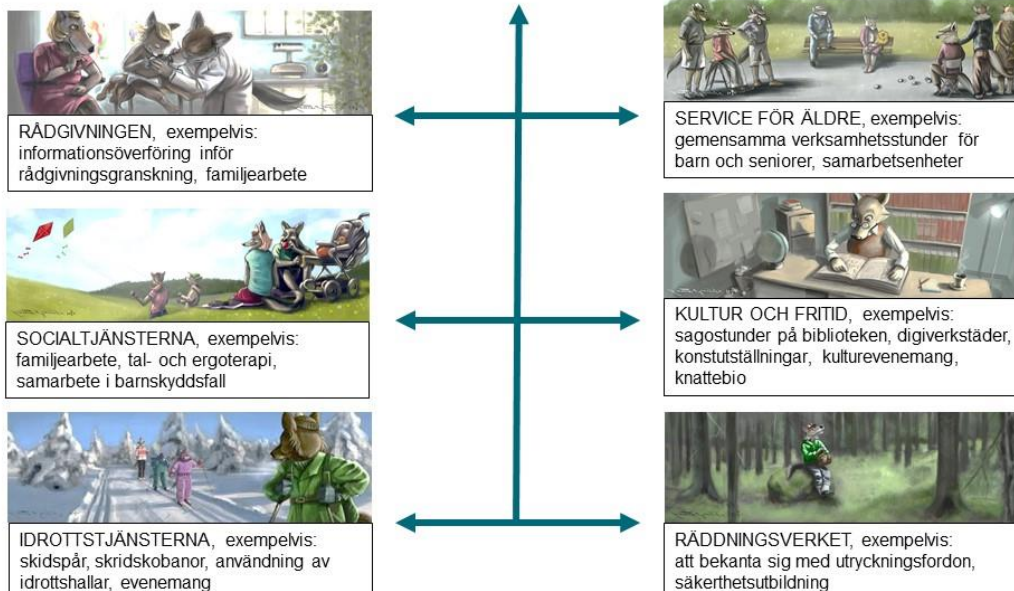 RÅDGIVNINGEN, exempelvis:
informationsöverföring inför
rådgivningsgranskning, familjearbete
SERVICE FÖR ÄLDRE, exempelvis:
gemensamma verksamhetsstunder för
barn och seniorer, samarbetsenheter
SOCIALTJÄNSTERNA, exempelvis:
familjearbete, tal- och ergoterapi,
samarbete i barnskyddsfall
KULTUR OCH FRITID, exempelvis:
sagostunder på biblioteken, digiverkstäder,
konstutställningar, kulturevenemang,
knattebio
IDROTTSTJÄNSTERNA, exempelvis:
skidspår, skridskobanor, användning av
idrottshallar, evenemang
RÄDDNINGSVERKET, exempelvis:
att bekanta sig med utryckningsfordon,
säkerthetsutbildning